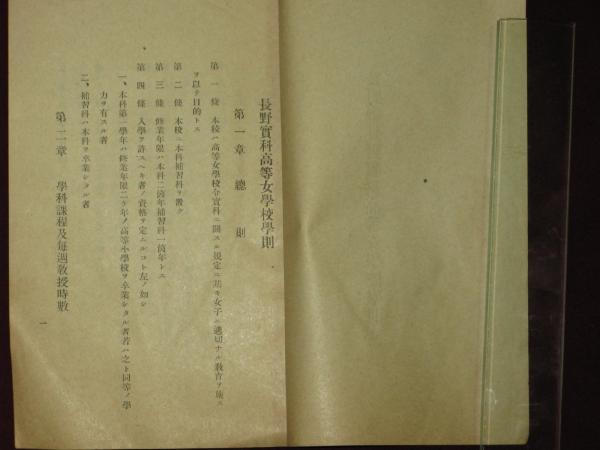 長野實科高等女學校學則
第一章 總則
第一條 本校ハ高等女學校令實科ニ關スル規定ニ基キ女子ニ適切ナル敎育ヲ施ス
ヲ以テ目的トス
第二條 本校ニ本科補習科ヲ置ク
第三條 修業年限ハ本科二箇年補習科一箇年トス
第四條 入學ヲ許スヘキ者ノ資格ヲ定ムルコト左ノ如シ
一、本科第一學年ハ修業年限二ケ年ノ高等小學校ヲ卒業シタル者若ハ之ト同等ノ學
力ヲ有スル者
二、補習科ハ本科ヲ卒業シタル者
第二章 學科課程及每週敎授時數
一